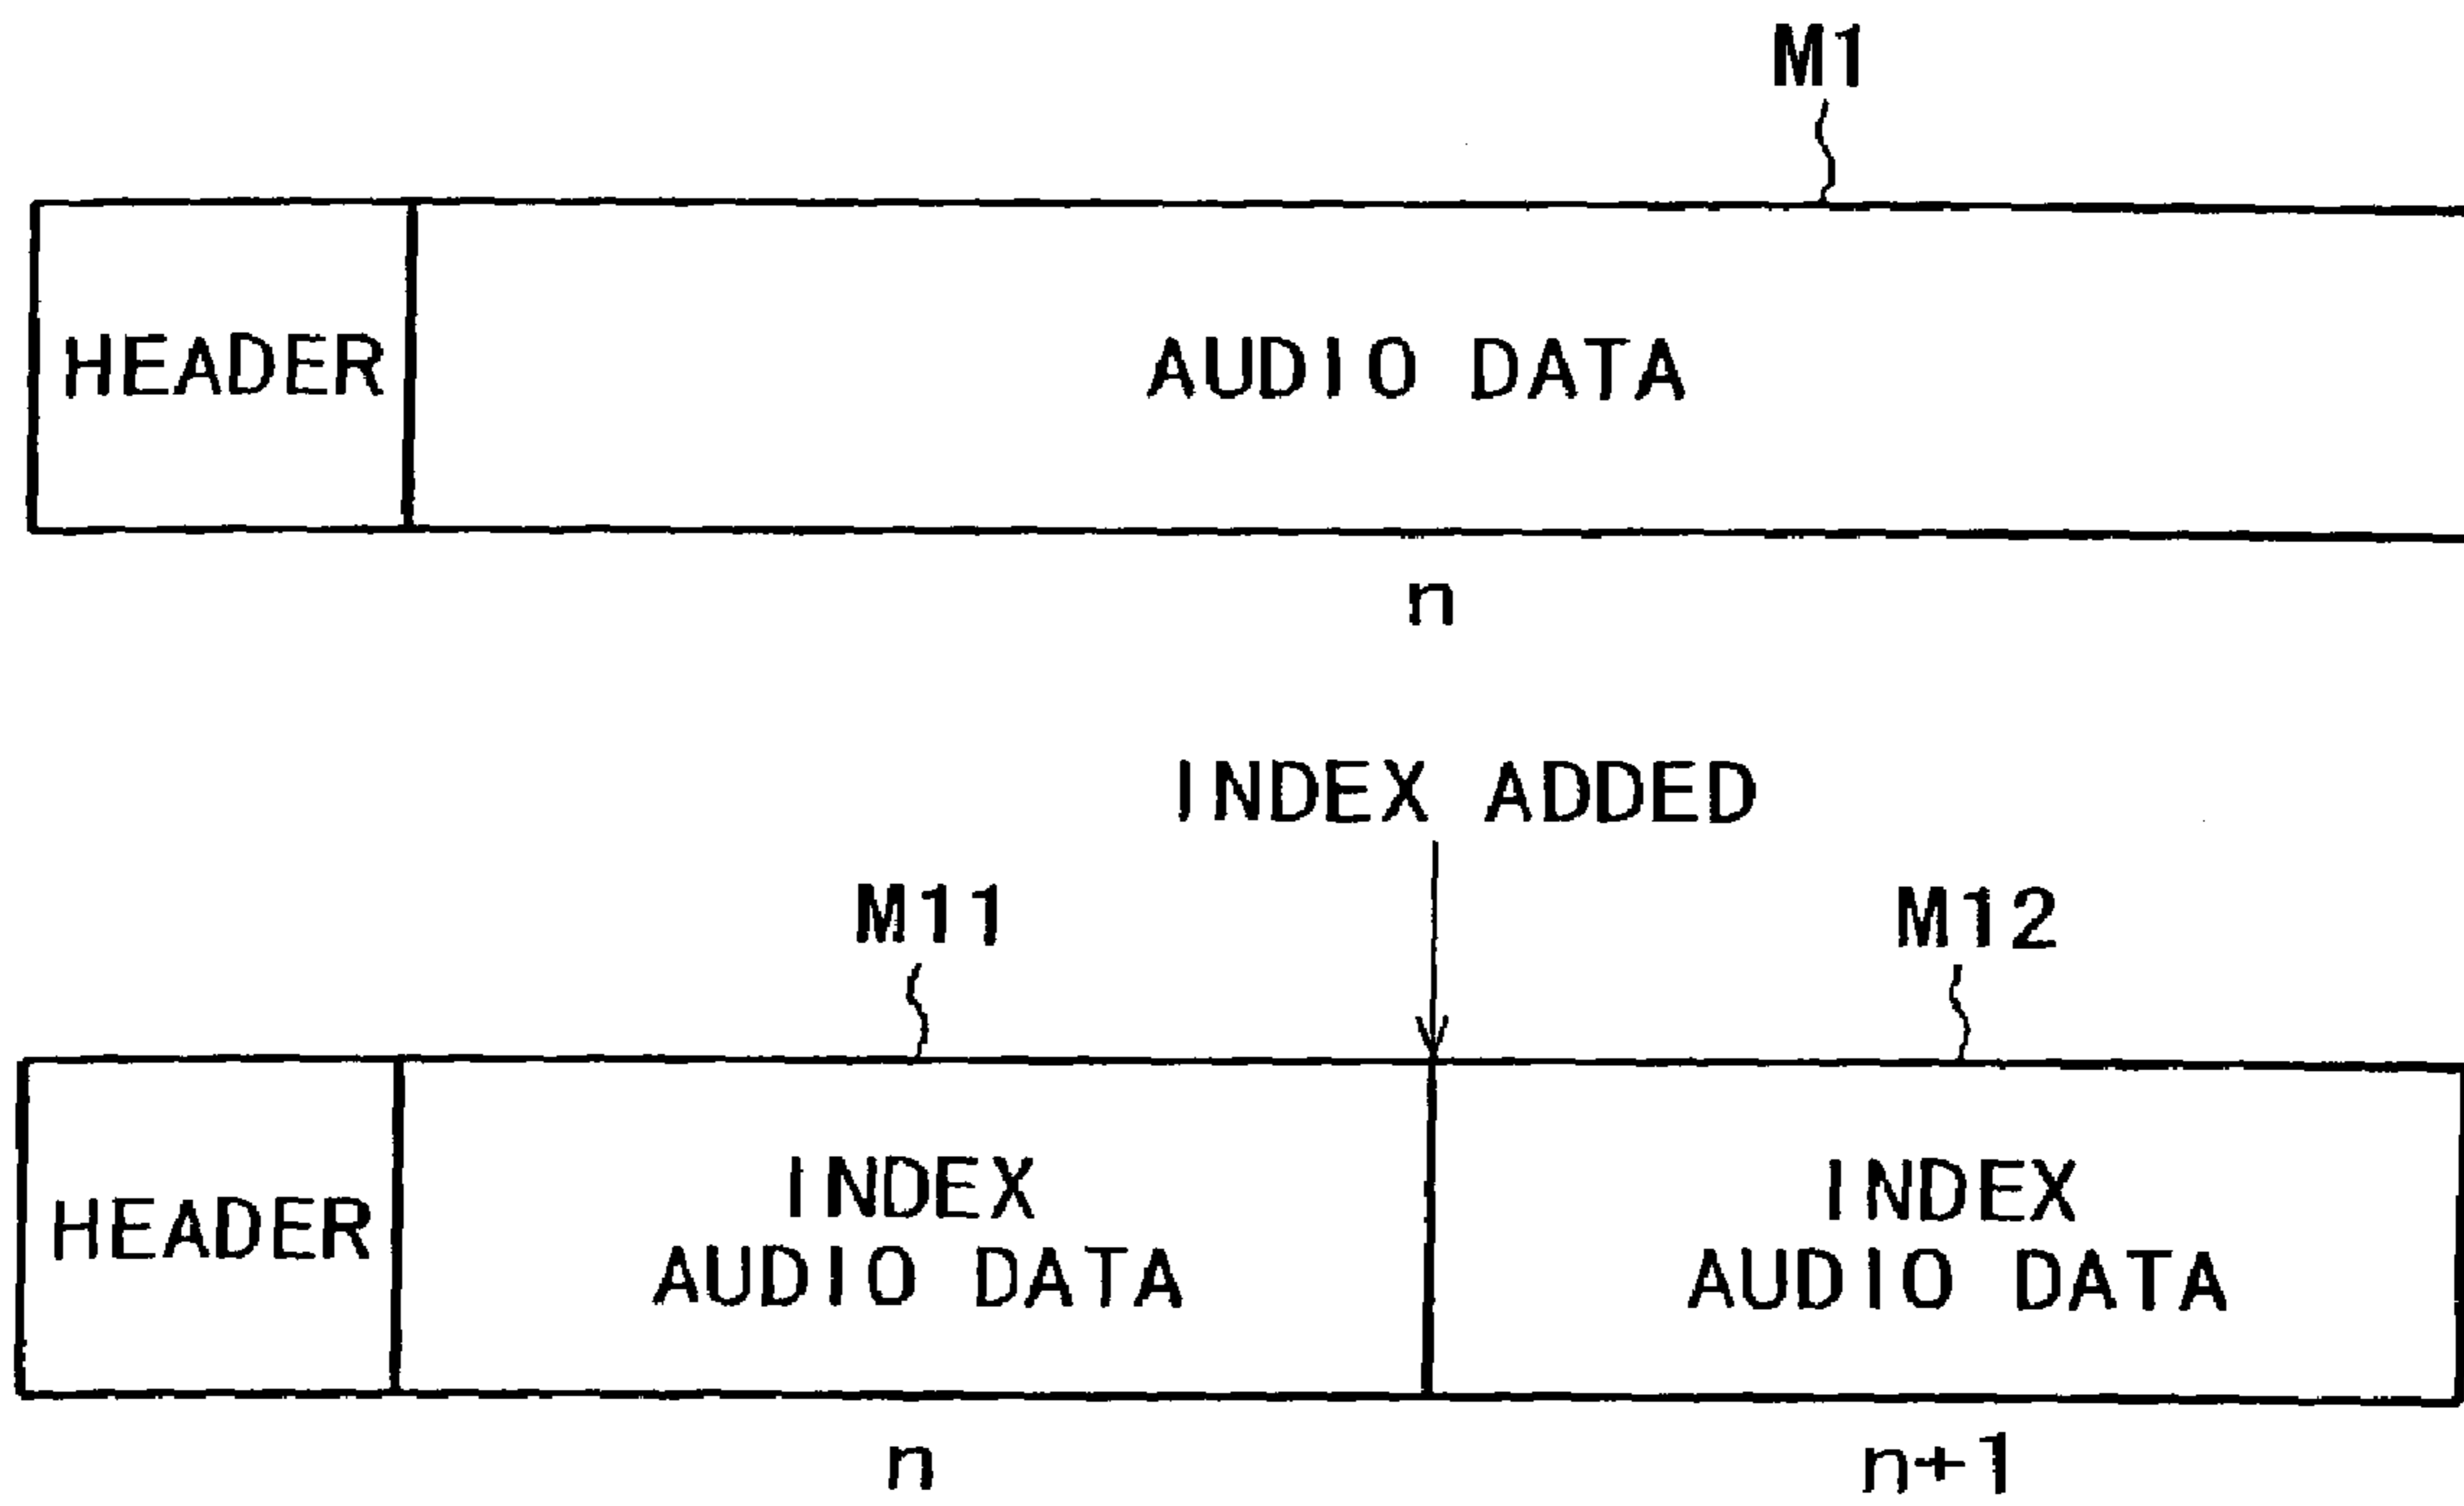 M1
HEADER
AUDIO DATA
n
INDEX ADDED
M11
M12
HEADER
INDEX
AUDIO DATA
INDEX
AUDIO DATA
n
n+1